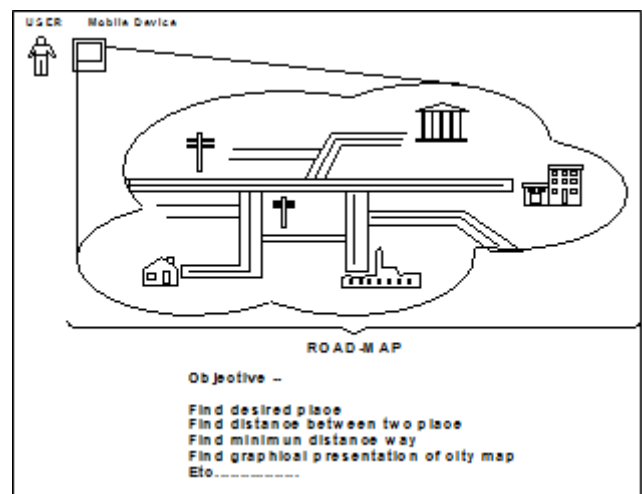 USER Mobile Device
ROAD-MAP
Objective –
Find desired place
Find distance between two place
Find minimun distance way
Find graphical presentation of city map
Etc....................